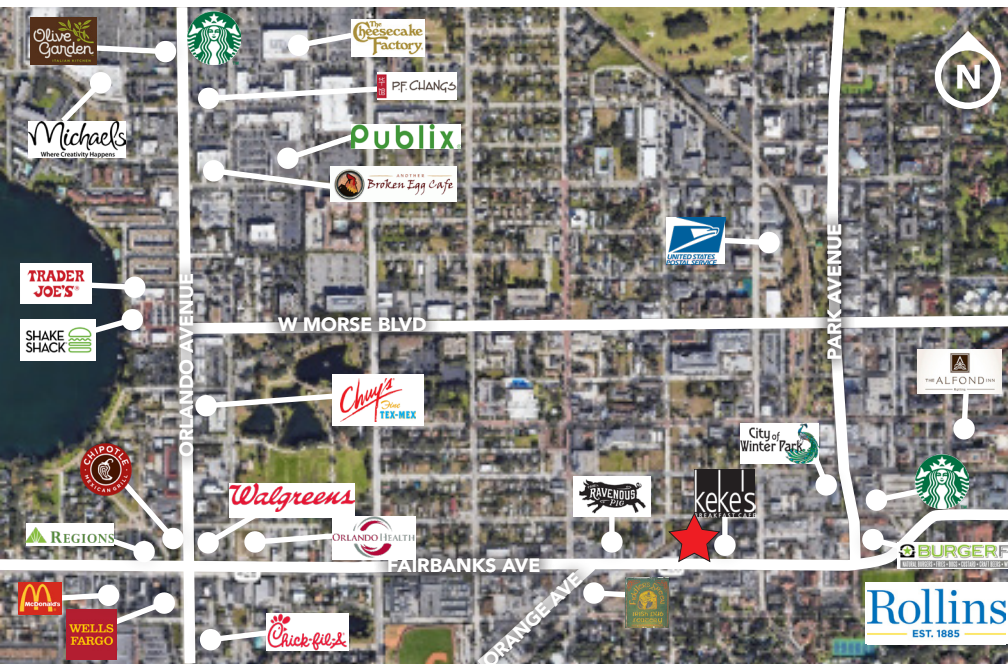 Olive
Garden
ITALIAN KITCHEN
The
Cheesecake
Factory
N
P.F. CHANG'S
Michaels
Where Creativity Happens
Publix
ANOTHER
Broken Egg Cafe
UNITED STATES
POSTAL SERVICE
PARK AVENUE
TRADER
JOE'S
ORLANDO AVENUE
W MORSE BLVD
SHAKE
SHACK
THE ALFOND INN
Chuy's
Fine
TEX-MEX
City of
Winter Park
CHIPOTLE
MEXICAN GRILL
Walgreens
RAVENOUS
PIG
keke's
BREAKFAST CAFE
REGIONS
ORLANDO HEALTH
BURGERF
FAIRBANKS AVE
ORANGE AVE
McDonald's
WELLS
FARGO
Chick-fil-A
Rollins
EST. 1885